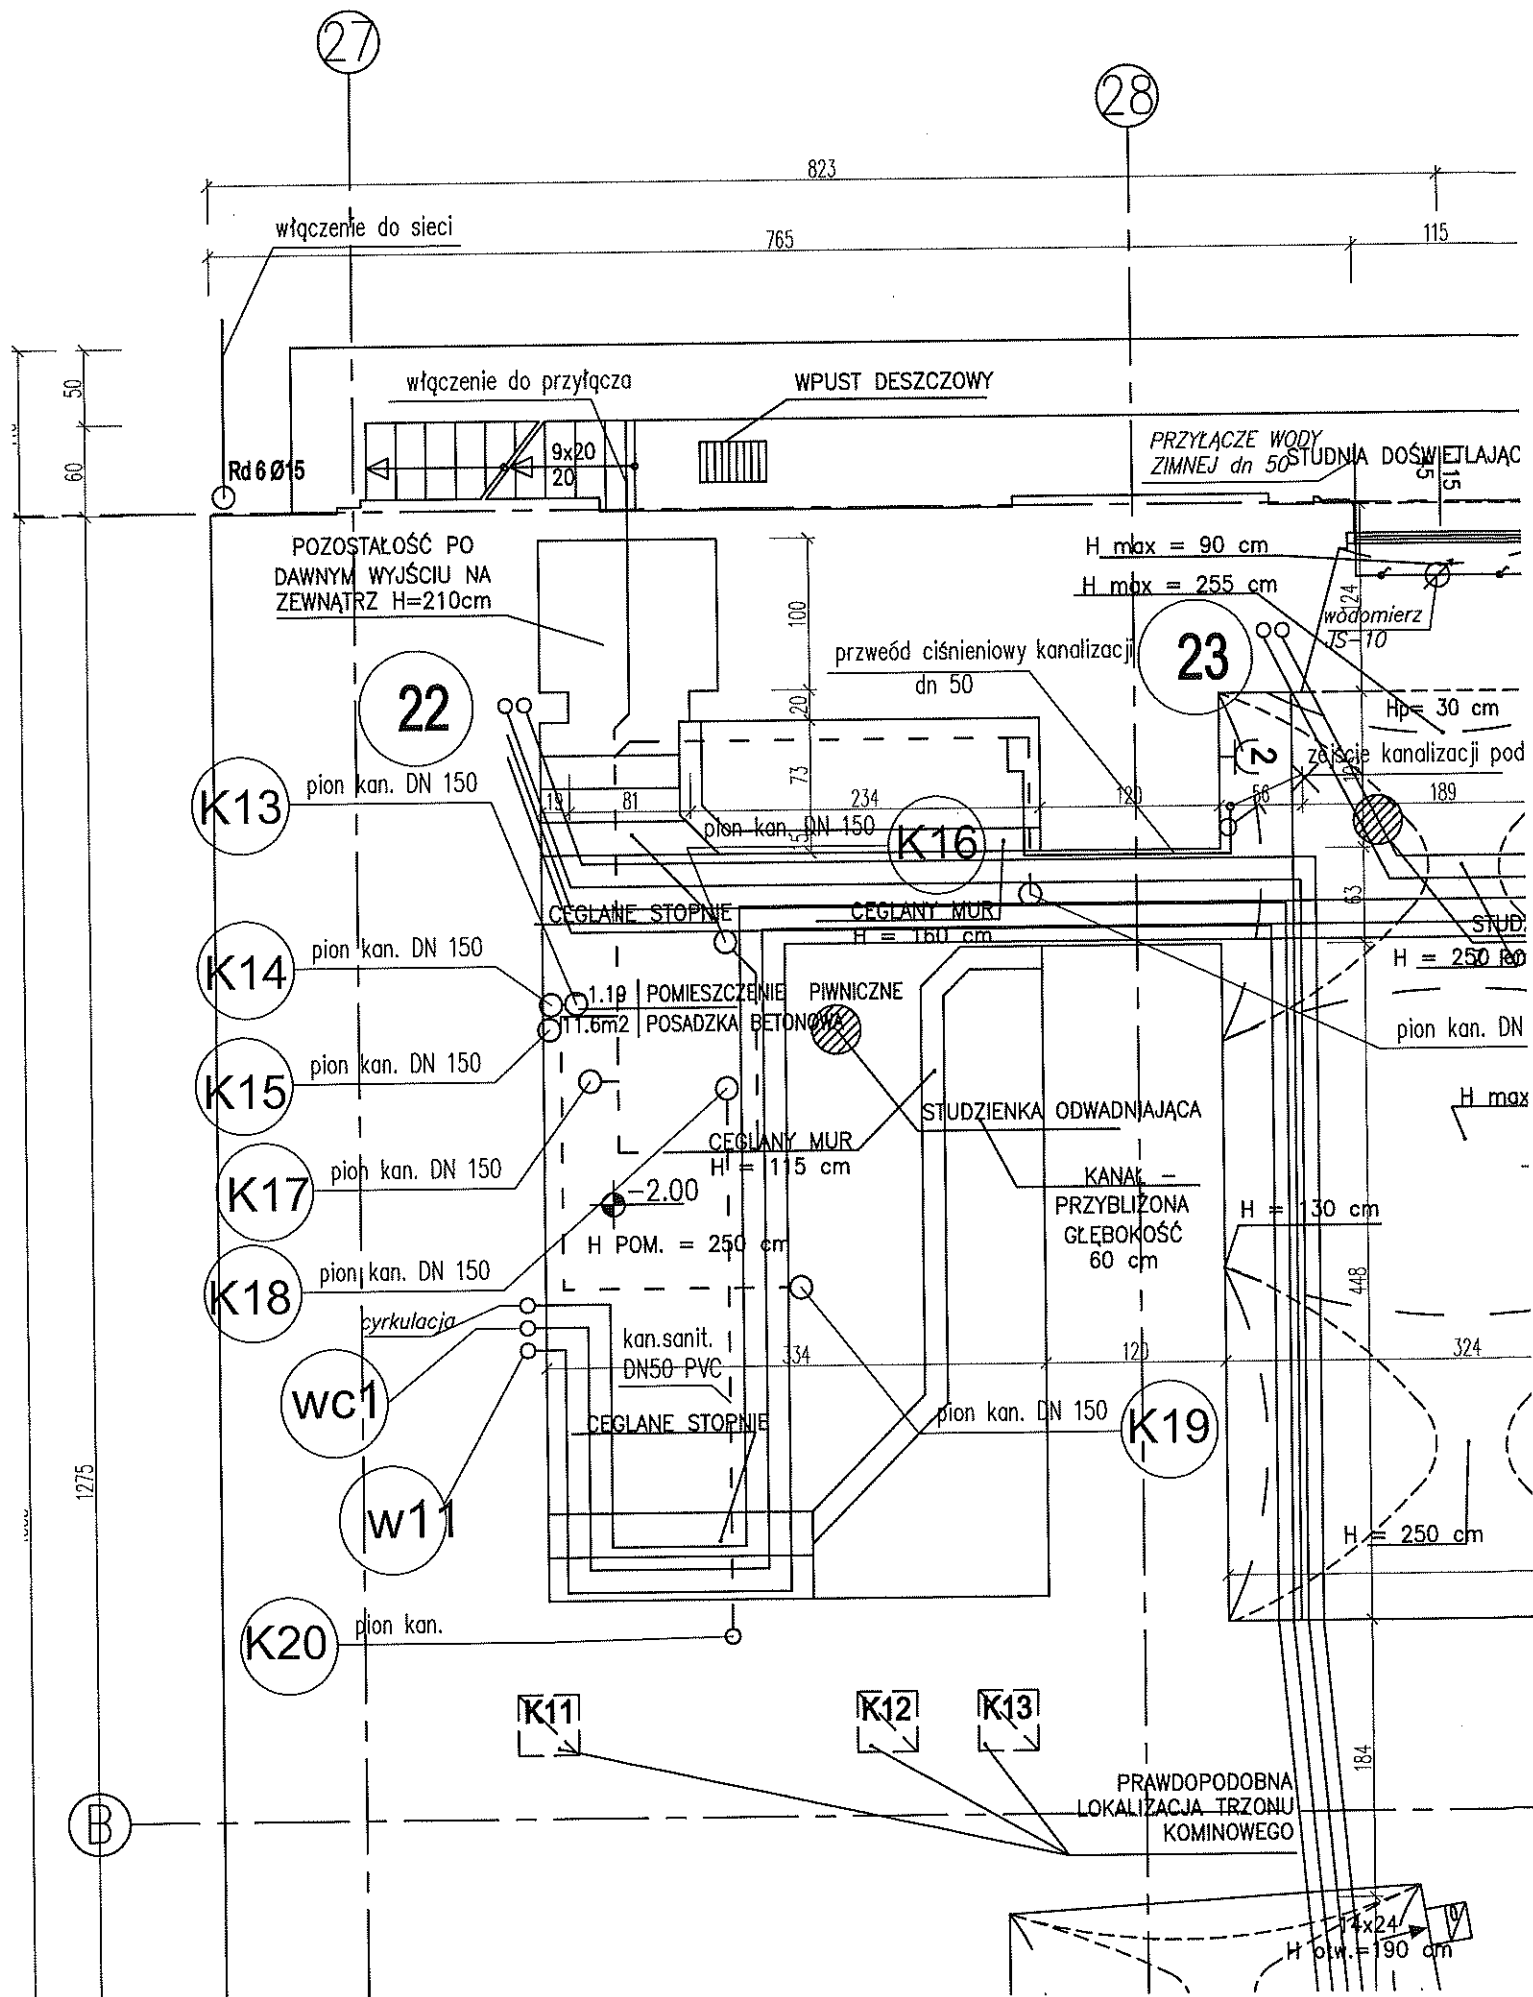 27
28
823
włączenie do sieci
765
115
50
włączenie do przyłącza
WPUST DESZCZOWY
60
Rd 6 Ø15
9x20
20
PRZYŁĄCZE WODY
ZIMNEJ dn 50
STUDNIA DOŚWIETLAJĄC
45
15
POZOSTAŁOŚĆ PO
DAWNYM WYJŚCIU NA
ZEWNĄTRZ H=210cm
H max = 90 cm
H max = 255 cm
100
124
wodomierz
JS-10
22
23
przweód ciśnieniowy kanalizacji
dn 50
20
Hp= 30 cm
2
zejście kanalizacji pod
K13
pion kan. DN 150
73
19
81
234
120
56
189
pion kan. DN 150
15
K16
63
CEGLANE STOPNIE
CEGLANY MUR
H = 160 cm
STUDZ
H = 250
K14
pion kan. DN 150
1.19
POMIESZCZENIE PIWNICZNE
11.6m2
POSADZKA BETONOWA
pion kan. DN
K15
pion kan. DN 150
H max
STUDZIENKA ODWADNIAJĄCA
CEGLANY MUR
H = 115 cm
K17
pion kan. DN 150
-2.00
KANAŁ -
PRZYBLIŻONA
GŁĘBOKOŚĆ
60 cm
H = 130 cm
H POM. = 250 cm
K18
pion kan. DN 150
448
cyrkulacja
kan.sanit.
DN50 PVC
334
120
324
wc1
CEGLANE STOPNIE
pion kan. DN 150
K19
1275
w11
H = 250 cm
K20
pion kan.
K11
K12
K13
184
PRAWDOPODOBNA
LOKALIZACJA TRZONU
KOMINOWEGO
B
14x24
H otw.=190 cm